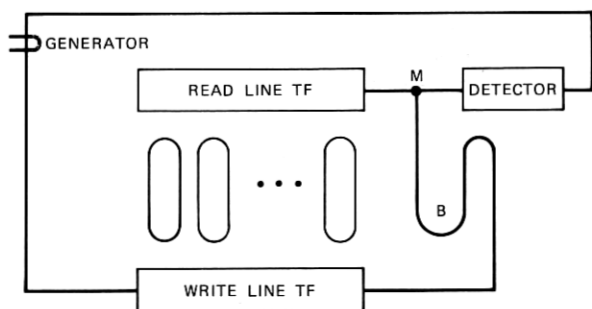 GENERATOR
M
READ LINE TF
DETECTOR
B
WRITE LINE TF